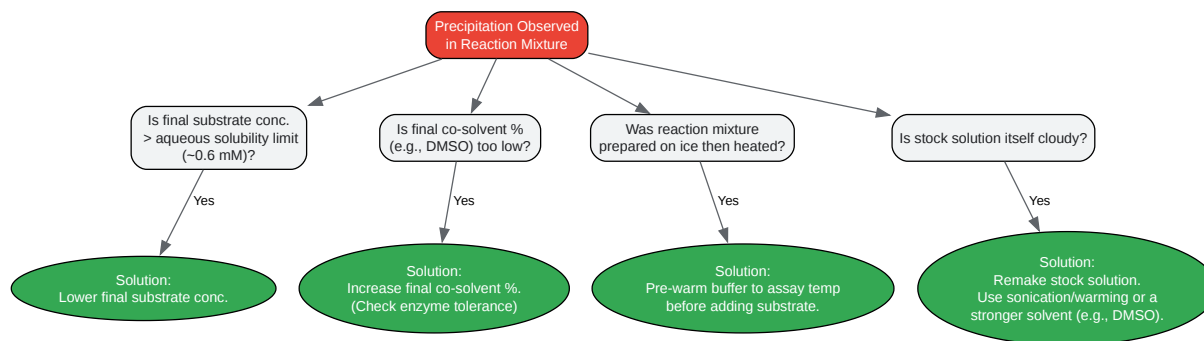 Precipitation Observed
in Reaction Mixture
Is final substrate conc.
> aqueous solubility limit
(~0.6 mM)?
Is final co-solvent %
(e.g., DMSO) too low?
Was reaction mixture
prepared on ice then heated?
Is stock solution itself cloudy?
Yes
Yes
Yes
Yes
Solution:
Lower final substrate conc.
Solution:
Increase final co-solvent %.
(Check enzyme tolerance)
Solution:
Pre-warm buffer to assay temp
before adding substrate.
Solution:
Remake stock solution.
Use sonication/warming or a
stronger solvent (e.g., DMSO).